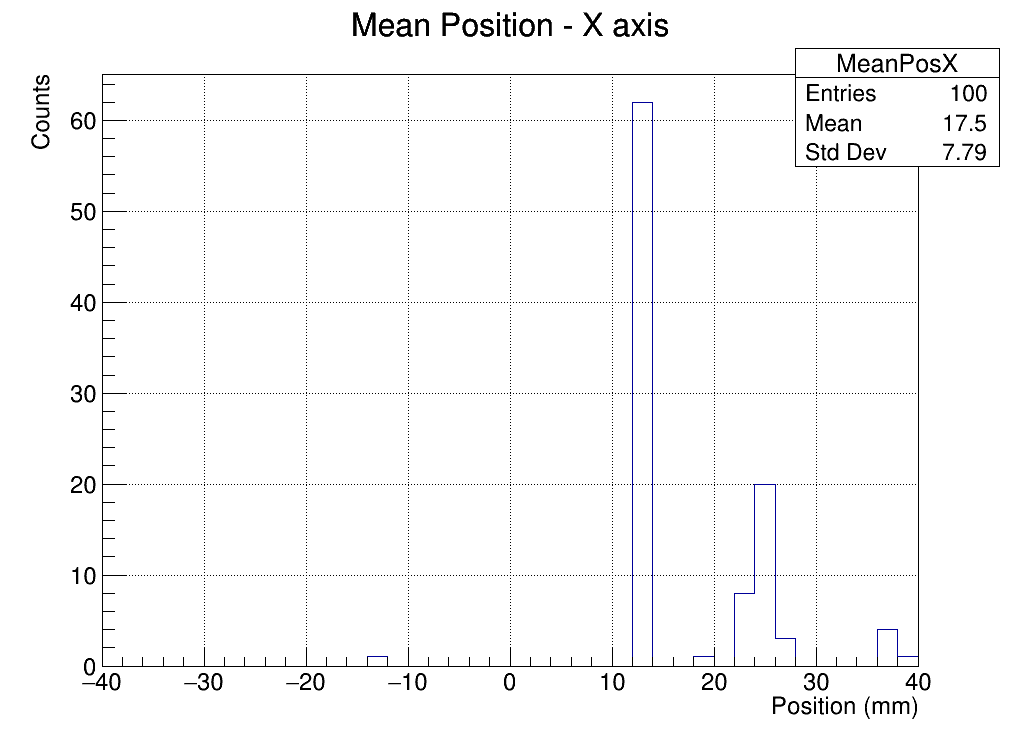 Mean Position - X axis
MeanPosX
Entries 100
Mean 17.5
Std Dev 7.79
Counts
60
50
40
30
20
10
0
−40 −30 −20 −10 0 10 20 30 40
Position (mm)